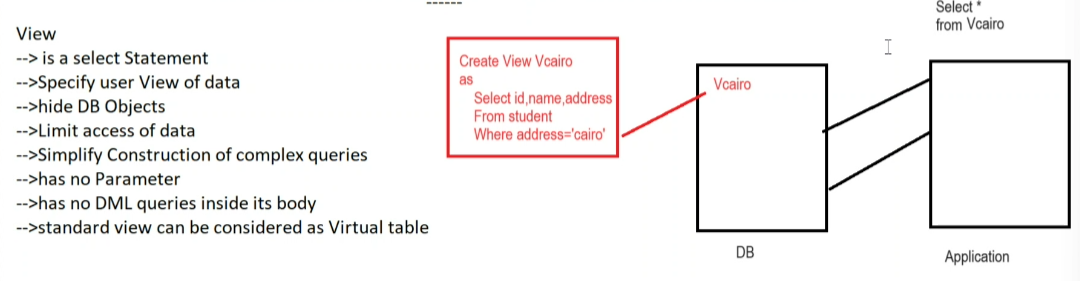 ------
View
--> is a select Statement
-->Specify user View of data
-->hide DB Objects
-->Limit access of data
-->Simplify Construction of complex queries
-->has no Parameter
-->has no DML queries inside its body
-->standard view can be considered as Virtual table
Create View Vcairo
as
Select id,name,address
From student
Where address='cairo'
Vcairo
DB
Select *
from Vcairo
Application